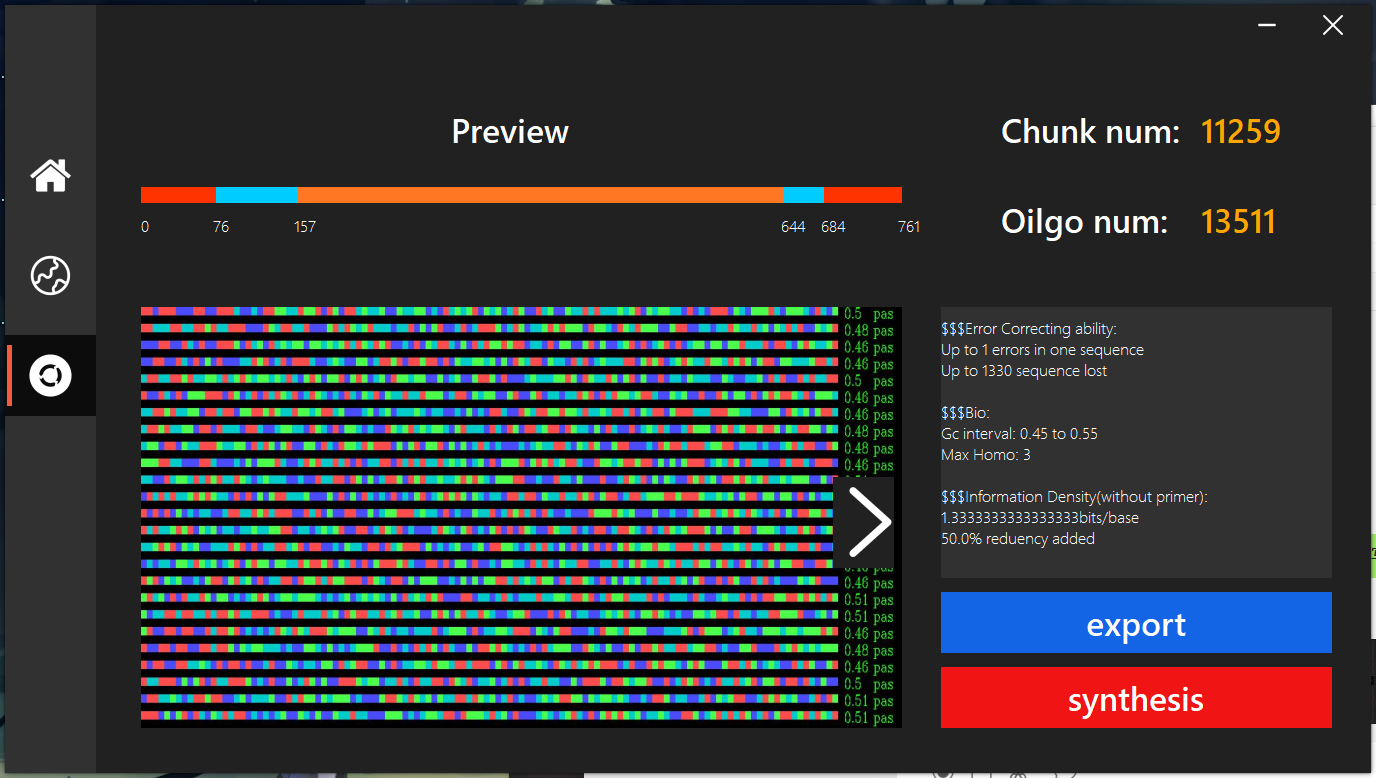 Preview
Chunk num: 11259
0 76 157 644 684 761
Oilgo num: 13511
0.5 pas
0.48 pas
0.46 pas
0.46 pas
0.5 pas
0.46 pas
0.46 pas
0.48 pas
0.48 pas
0.46 pas
0.46 pas
0.51 pas
0.51 pas
0.46 pas
0.48 pas
0.46 pas
0.5 pas
0.51 pas
0.51 pas
$$$Error Correcting ability:
Up to 1 errors in one sequence
Up to 1330 sequence lost
$$$Bio:
Gc interval: 0.45 to 0.55
Max Homo: 3
$$$Information Density(without primer):
1.3333333333333333bits/base
50.0% reduency added
export
synthesis